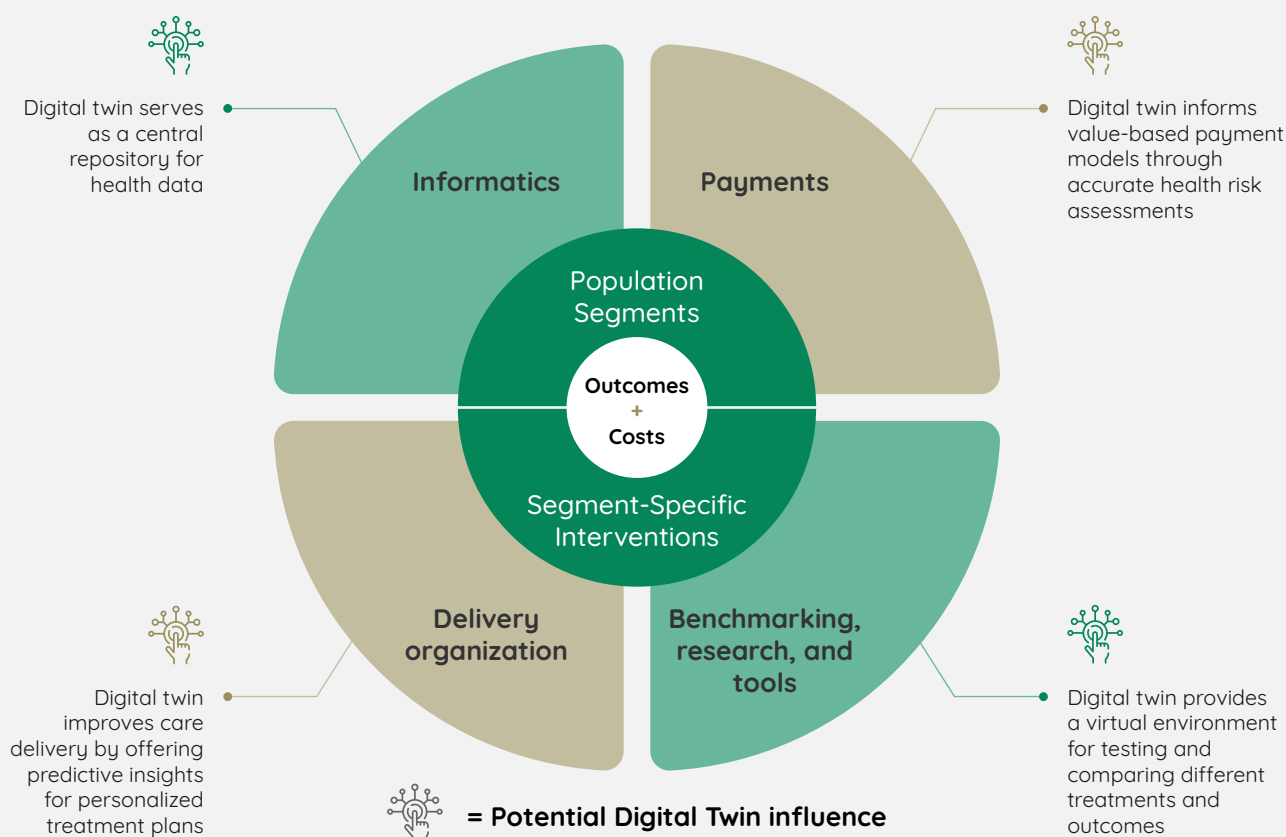 Digital twin serves
as a central
repository for
health data
Informatics
Payments
Digital twin informs
value-based payment
models through
accurate health risk
assessments
Population
Segments
Outcomes
+
Costs
Segment-Specific
Interventions
Delivery
organization
Benchmarking,
research, and
tools
Digital twin
improves care
delivery by offering
predictive insights
for personalized
treatment plans
Digital twin provides
a virtual environment
for testing and
comparing different
treatments and
outcomes
= Potential Digital Twin influence